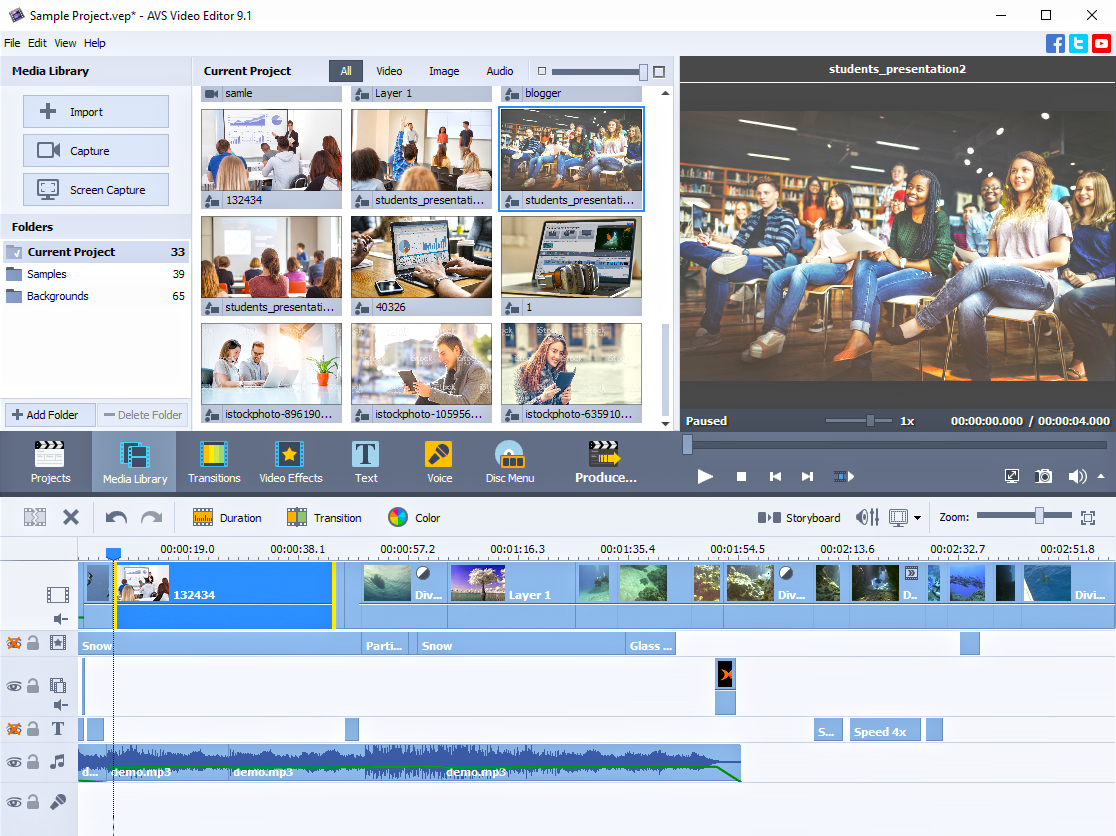 Sample Project.vep* - AVS Video Editor 9.1
File Edit View Help
Media Library
Current Project All Video Image Audio
students_presentation2
samle Layer 1 blogger
Import
Capture
Screen Capture
132434 students_presentati... students_presentati...
Folders
Current Project 33
Samples 39
Backgrounds 65
students_presentati... 40326 1
iStock iStock
istockphoto-896190... istockphoto-105956... istockphoto-635910...
Add Folder Delete Folder
Paused 1x 00:00:00.000 / 00:00:04.000
Projects Media Library Transitions Video Effects Text Voice Disc Menu Produce...
Duration Transition Color Storyboard Zoom:
00:00:19.0 00:00:38.1 00:00:57.2 00:01:16.3 00:01:35.4 00:01:54.5 00:02:13.6 00:02:32.7 00:02:51.8
132434 Div... Layer 1 Div... D.. Divi...
Snow Parti... Snow Glass ...
S... Speed 4x
d... demo.mp3 demo.mp3 demo.mp3